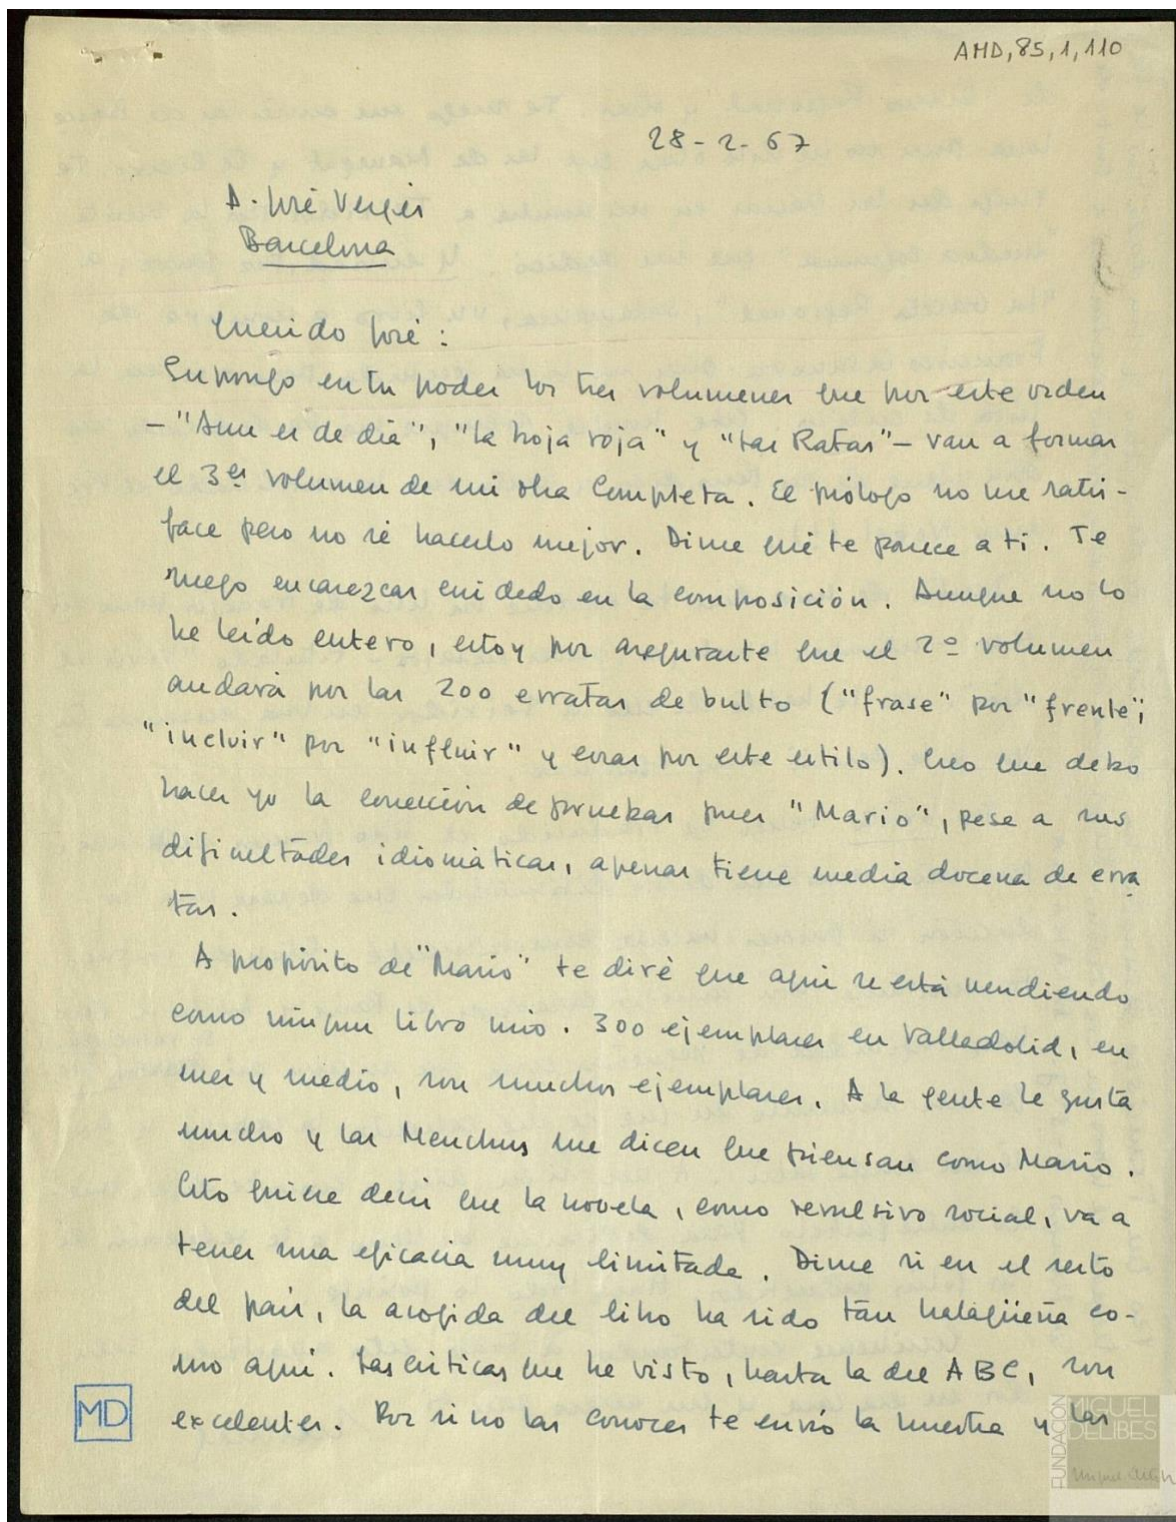 AMD, 85, 1, 110
28-2-67
D. José Vergés
Barcelona
Querido José:
Supongo en tu poder los tres volumenes que por este orden
- "Aun es de día", "La hoja roja" y "Las Ratas" - van a formar
el 3er volumen de mi Obra Completa. El prólogo no me satis-
face pero no sé hacerlo mejor. Dime qué te parece a ti. Te
ruego encarezcas cuidado en la composición. Aunque no lo
he leído entero, estoy por asegurarte que el 2º volumen
andará por las 200 erratas de bulto ("frase" por "frente",
"incluir" por "influir" y cosas por este estilo). Creo que debo
hacer yo la corrección de pruebas pues "Mario", pese a sus
dificultades idiomáticas, apenas tiene media docena de erra
tas.
A propósito de "Mario" te diré que aquí se está vendiendo
como ningun libro mio. 300 ejemplares en Valladolid, en
mes y medio, son muchos ejemplares. A la gente le gusta
mucho y las Menchus me dicen que piensan como Mario.
Esto quiere decir que la novela, como revulsivo social, va a
tener una eficacia muy limitada. Dime si en el resto
del país, la acogida del libro ha sido tan halagüeña co-
mo aquí. Las críticas que he visto, hasta la del ABC, son
excelentes. Por si no las conoces te envío la nuestra y las
MD
FUNDACIÓN
MIGUEL
DELIBES